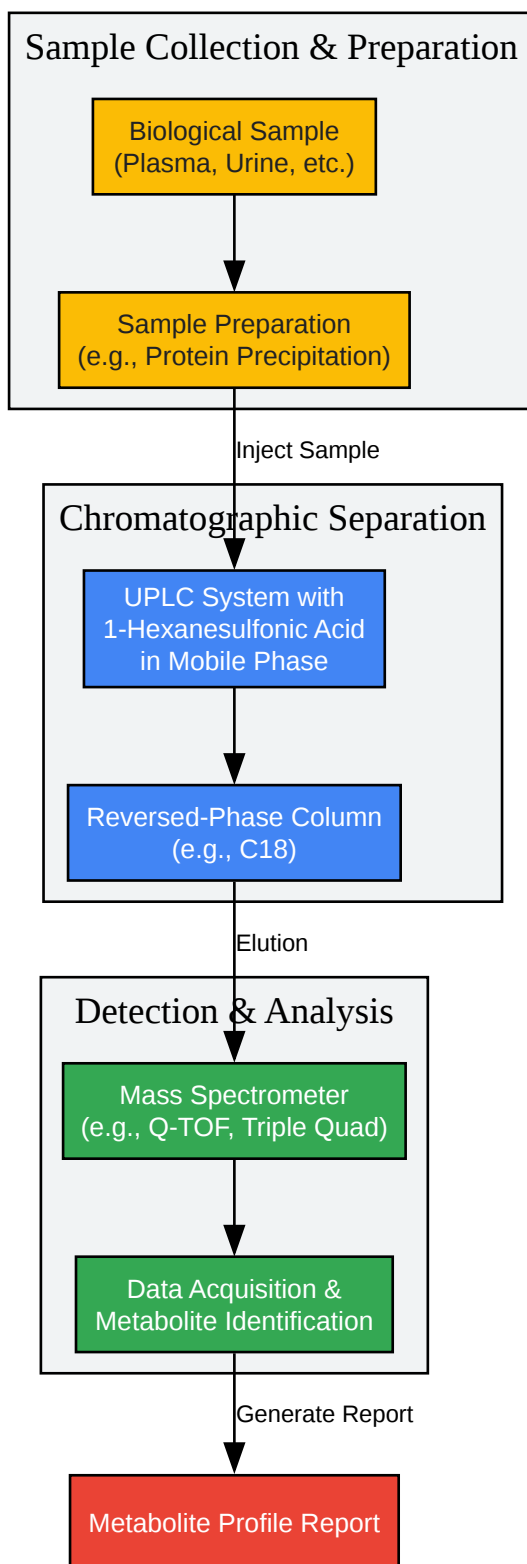 Sample Collection & Preparation
Biological Sample
(Plasma, Urine, etc.)
Sample Preparation
(e.g., Protein Precipitation)
Inject Sample
Chromatographic Separation
UPLC System with
1-Hexanesulfonic Acid
in Mobile Phase
Reversed-Phase Column
(e.g., C18)
Elution
Detection & Analysis
Mass Spectrometer
(e.g., Q-TOF, Triple Quad)
Data Acquisition &
Metabolite Identification
Generate Report
Metabolite Profile Report